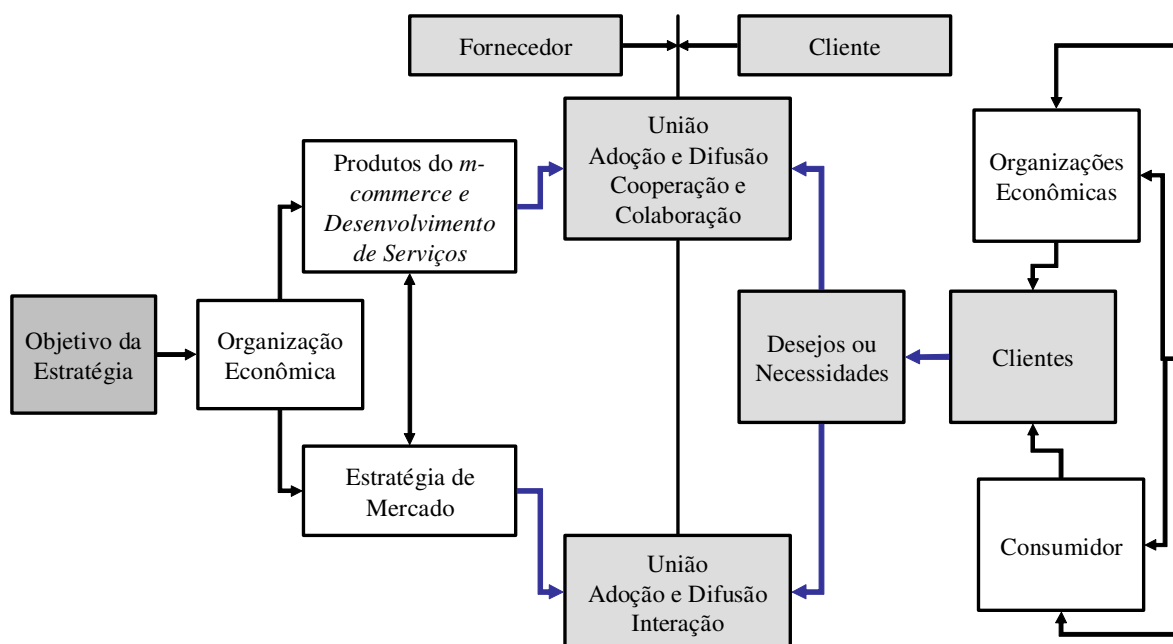 Fornecedor
Cliente
União
Adoção e Difusão
Cooperação e
Colaboração
Produtos do m-
commerce e
Desenvolvimento
de Serviços
Organizações
Econômicas
Objetivo da
Estratégia
Organização
Econômica
Desejos ou
Necessidades
Clientes
Estratégia de
Mercado
Consumidor
União
Adoção e Difusão
Interação